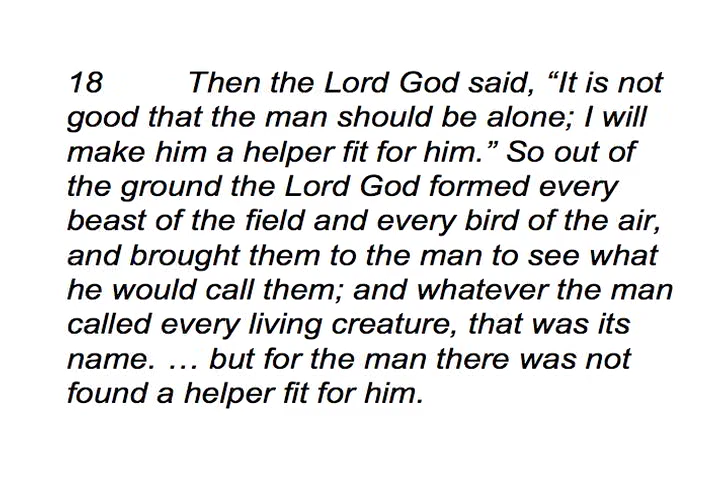 18 Then the Lord God said, “It is not
good that the man should be alone; I will
make him a helper fit for him.” So out of
the ground the Lord God formed every
beast of the field and every bird of the air,
and brought them to the man to see what
he would call them; and whatever the man
called every living creature, that was its
name. … but for the man there was not
found a helper fit for him.